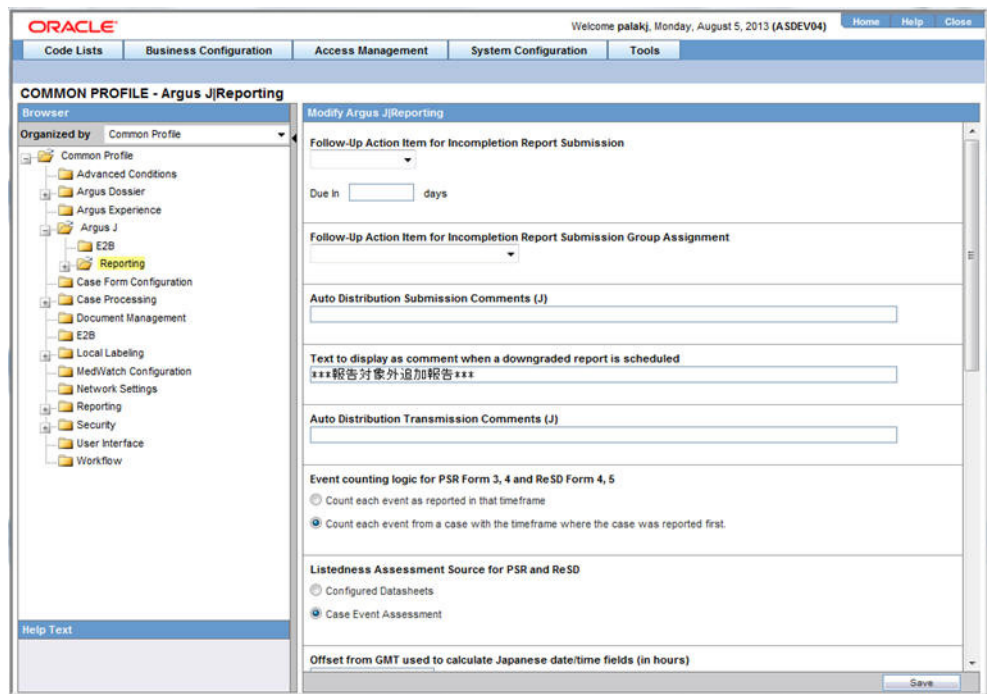 ORACLE
Welcome palakj, Monday, August 5, 2013 (ASDEV04)
Home Help Close
Code Lists Business Configuration Access Management System Configuration Tools
COMMON PROFILE - Argus J|Reporting
Browser
Organized by Common Profile
Common Profile
Advanced Conditions
Argus Dossier
Argus Experience
Argus J
E2B
Reporting
Case Form Configuration
Case Processing
Document Management
E2B
Local Labeling
MedWatch Configuration
Network Settings
Reporting
Security
User Interface
Workflow
Help Text
Modify Argus J|Reporting
Follow-Up Action Item for Incompletion Report Submission
Due In days
Follow-Up Action Item for Incompletion Report Submission Group Assignment
Auto Distribution Submission Comments (J)
Text to display as comment when a downgraded report is scheduled
***報告対象外追加報告***
Auto Distribution Transmission Comments (J)
Event counting logic for PSR Form 3, 4 and ReSD Form 4, 5
Count each event as reported in that timeframe
Count each event from a case with the timeframe where the case was reported first.
Listedness Assessment Source for PSR and ReSD
Configured Datasheets
Case Event Assessment
Offset from GMT used to calculate Japanese date/time fields (in hours)
Save